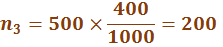 n₃ = 500 × 400/1000 = 200